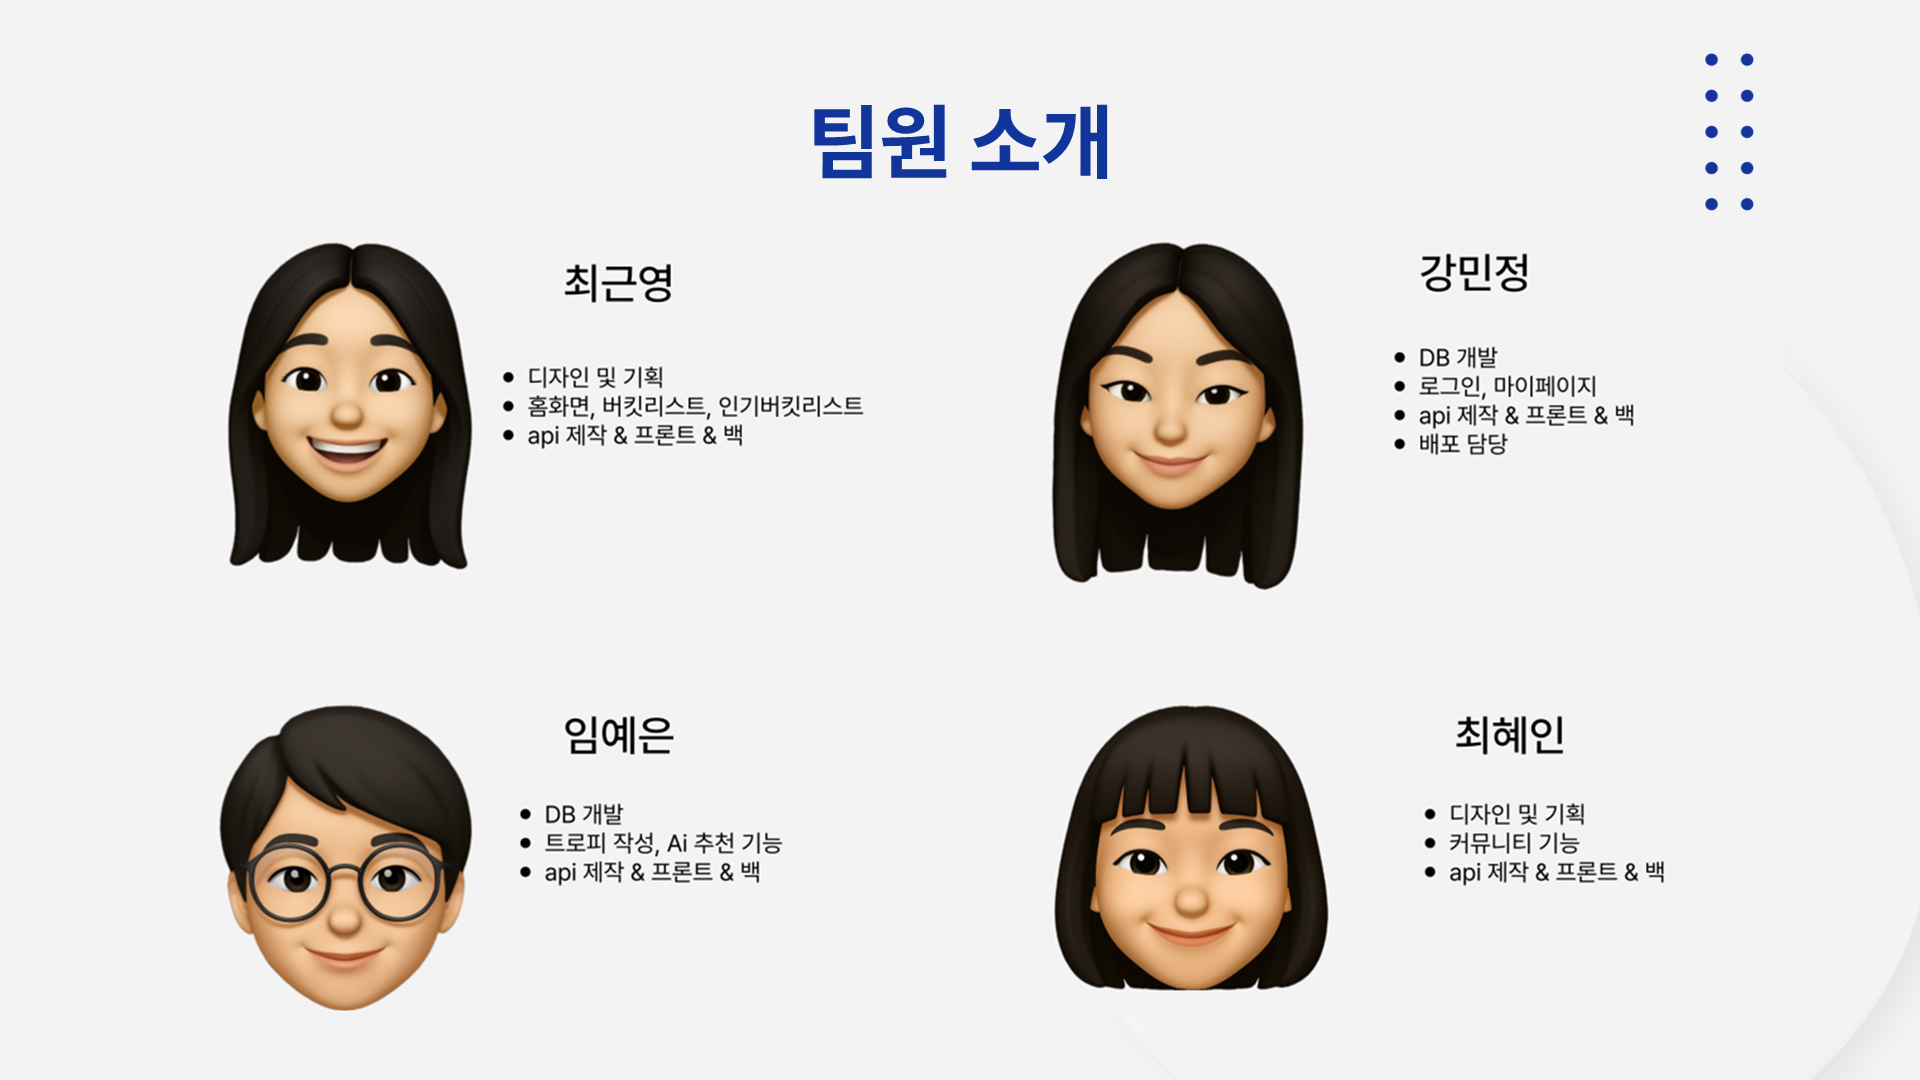 팀원 소개
최근영
• 디자인 및 기획
• 홈화면, 버킷리스트, 인기버킷리스트
• api 제작 & 프론트 & 백
강민정
• DB 개발
• 로그인, 마이페이지
• api 제작 & 프론트 & 백
• 배포 담당
임예은
• DB 개발
• 트로피 작성, Ai 추천 기능
• api 제작 & 프론트 & 백
최혜인
• 디자인 및 기획
• 커뮤니티 기능
• api 제작 & 프론트 & 백